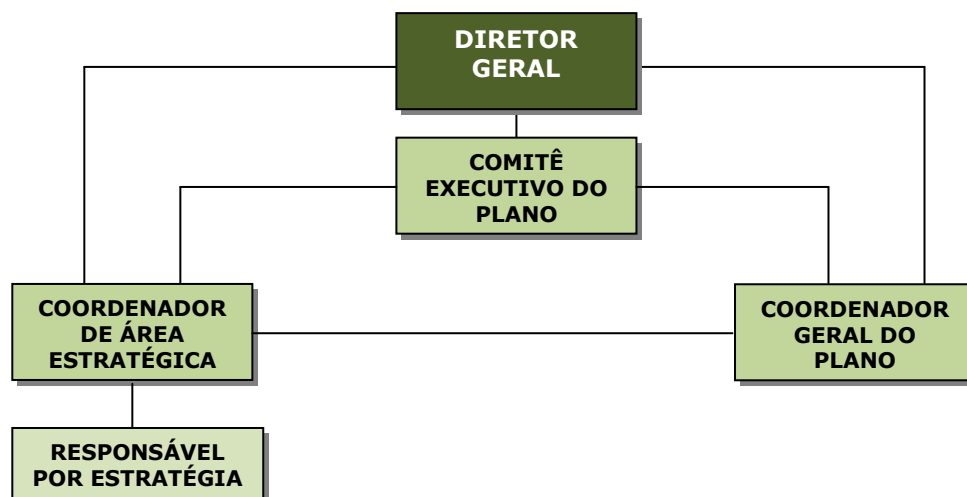 DIRETOR
GERAL
COMITÊ
EXECUTIVO DO
PLANO
COORDENADOR
DE ÁREA
ESTRATÉGICA
COORDENADOR
GERAL DO
PLANO
RESPONSÁVEL
POR ESTRATÉGIA